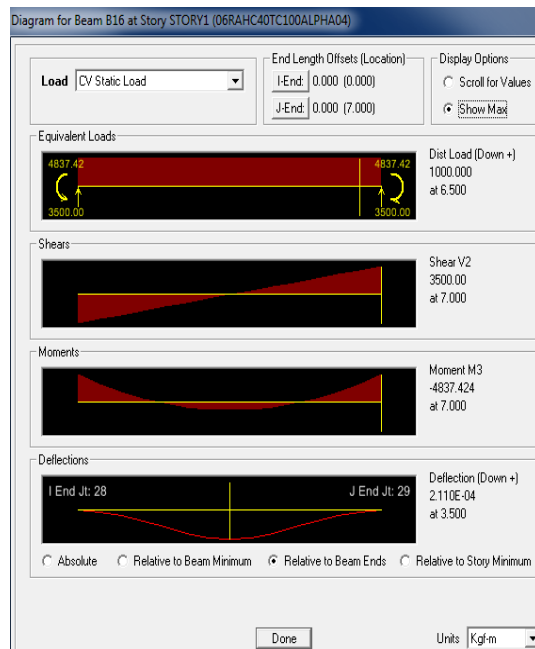 Diagram for Beam B16 at Story STORY1 (06RAHC40TC100ALPHA04)
Load CV Static Load
End Length Offsets (Location)
I-End: 0.000 (0.000)
J-End: 0.000 (7.000)
Display Options
Scroll for Values
Show Max
Equivalent Loads
4837.42 4837.42
3500.00 3500.00
Dist Load (Down +)
1000.000
at 6.500
Shears
Shear V2
3500.00
at 7.000
Moments
Moment M3
-4837.424
at 7.000
Deflections
I End Jt: 28 J End Jt: 29
Deflection (Down +)
2.110E-04
at 3.500
Absolute Relative to Beam Minimum Relative to Beam Ends Relative to Story Minimum
Done Units Kgf-m